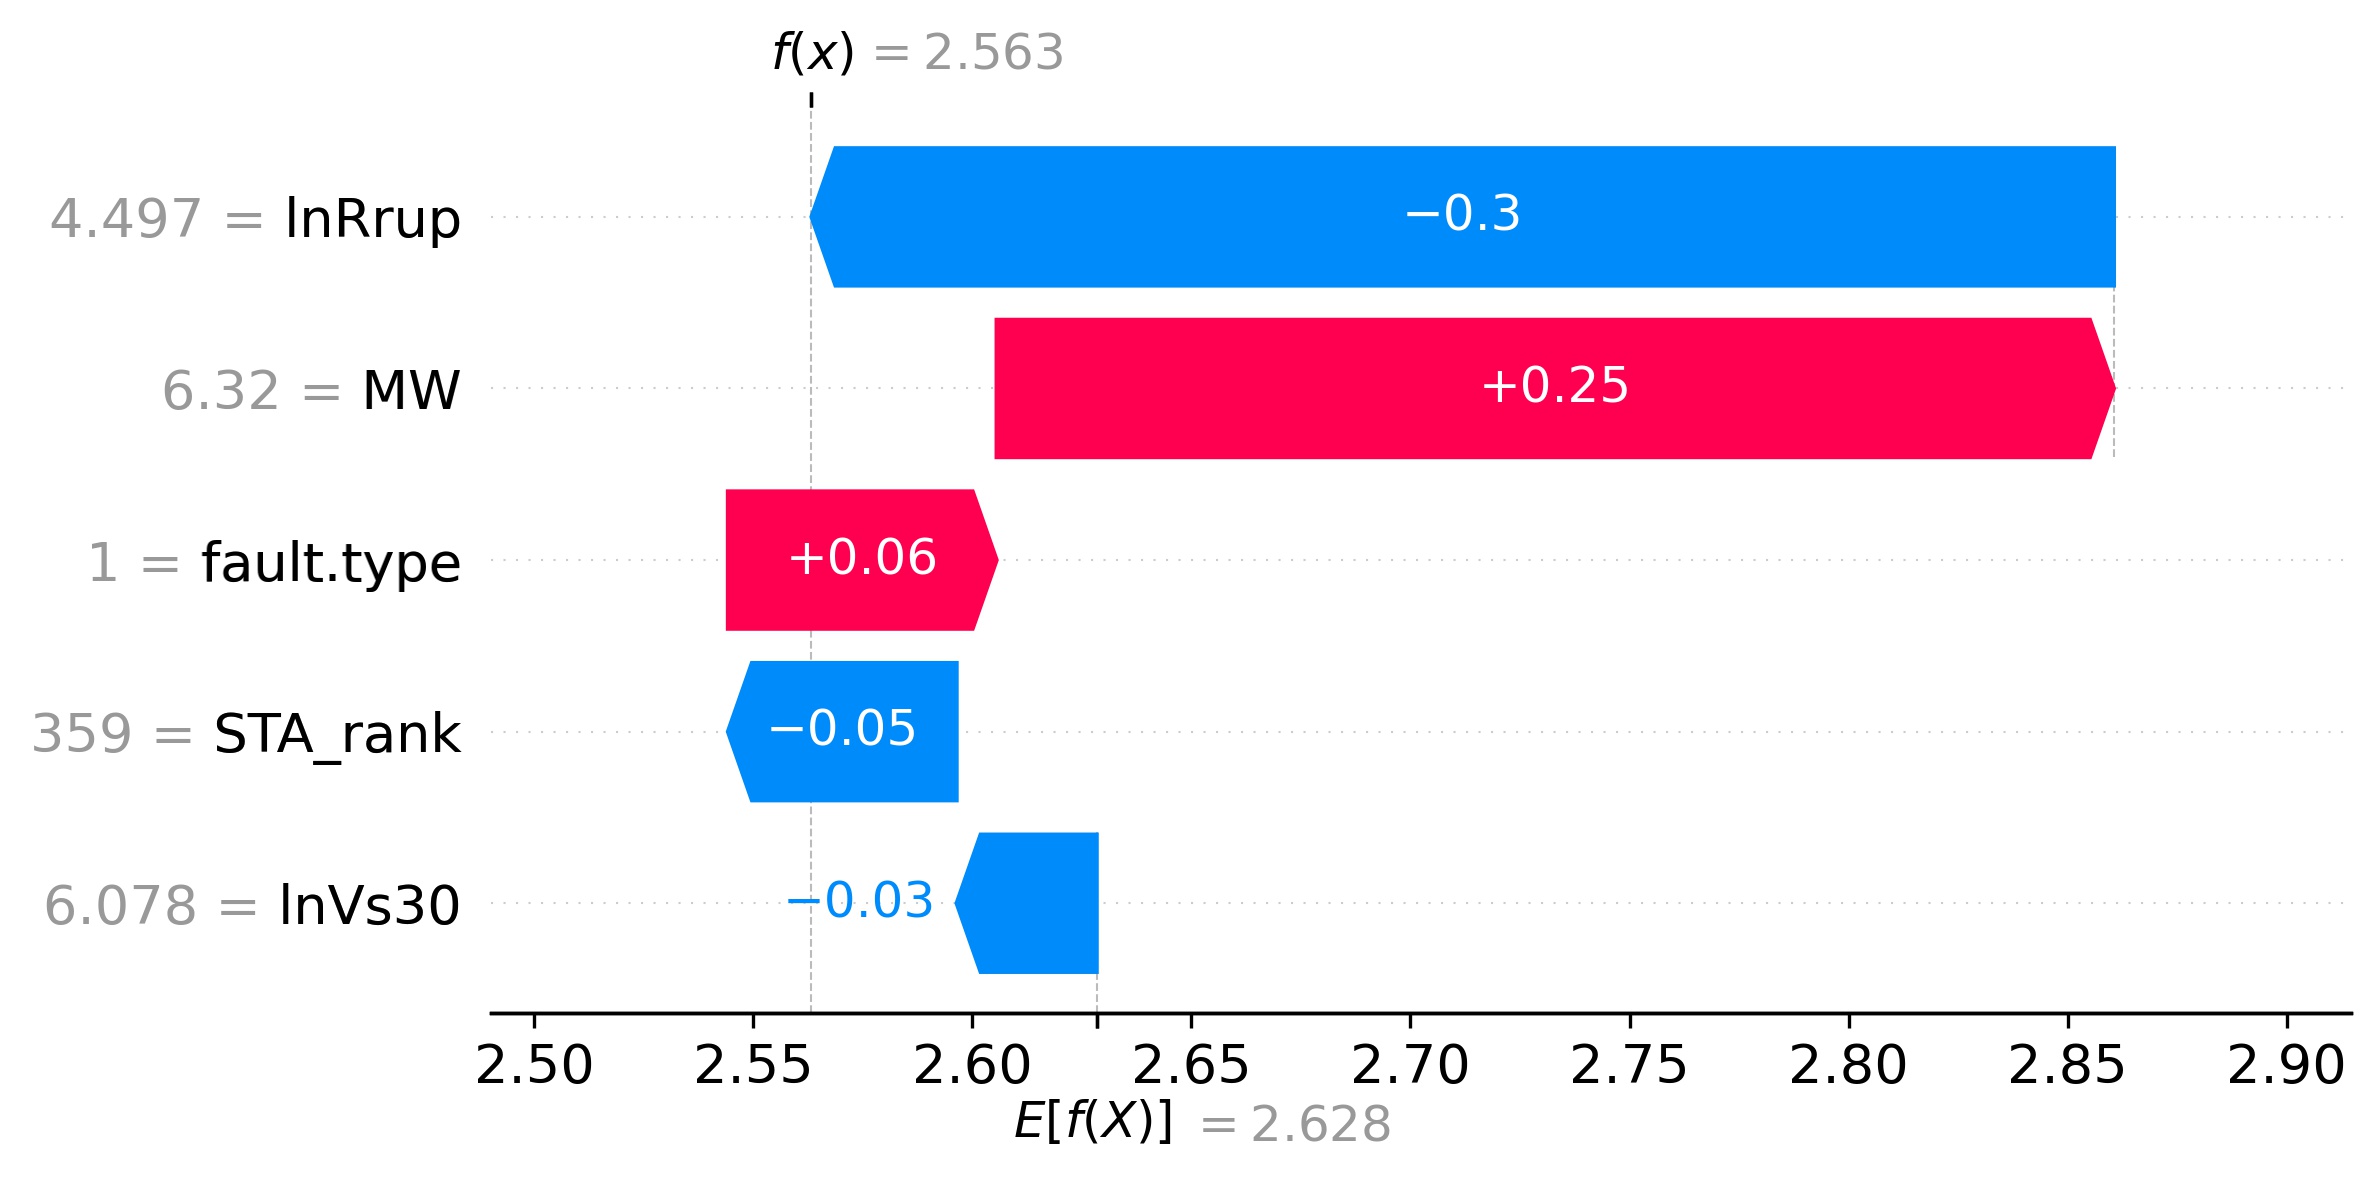 f(x) = 2.563
4.497 = lnRrup
−0.3
6.32 = MW
+0.25
1 = fault.type
+0.06
359 = STA_rank
−0.05
6.078 = lnVs30
−0.03
2.50 2.55 2.60 2.65 2.70 2.75 2.80 2.85 2.90
E[f(X)] = 2.628